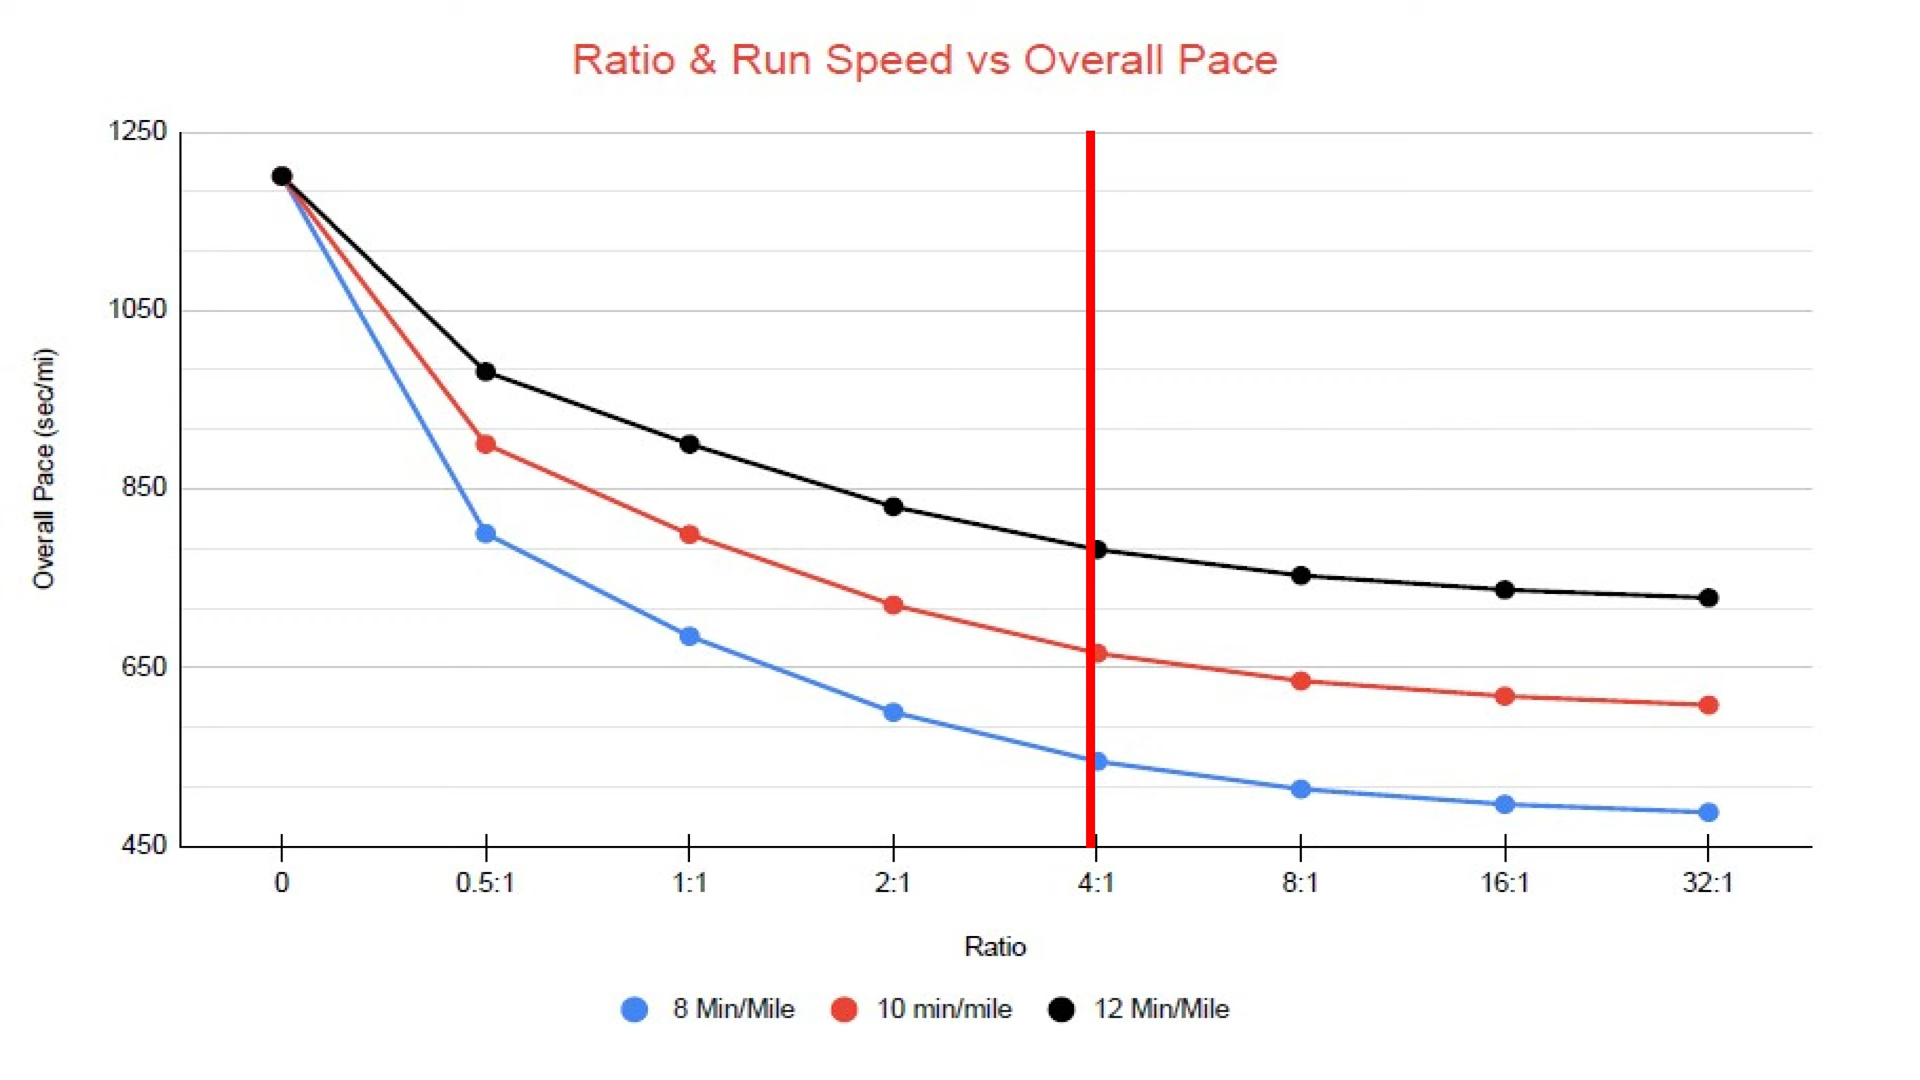 Ratio & Run Speed vs Overall Pace
1250
1050
850
650
450
Overall Pace (sec/mi)
0 0.5:1 1:1 2:1 4:1 8:1 16:1 32:1
Ratio
8 Min/Mile 10 min/mile 12 Min/Mile